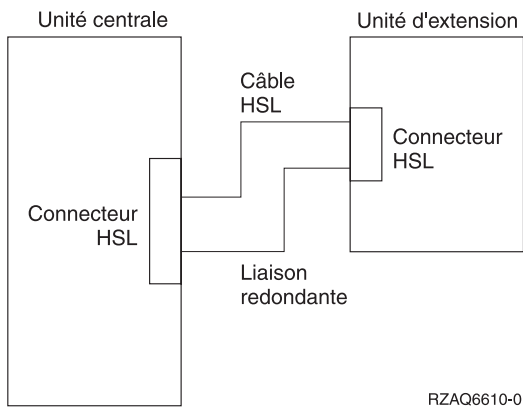 Unité centrale
Unité d'extension
Câble
HSL
Connecteur
HSL
Connecteur
HSL
Liaison
redondante
RZAQ6610-0